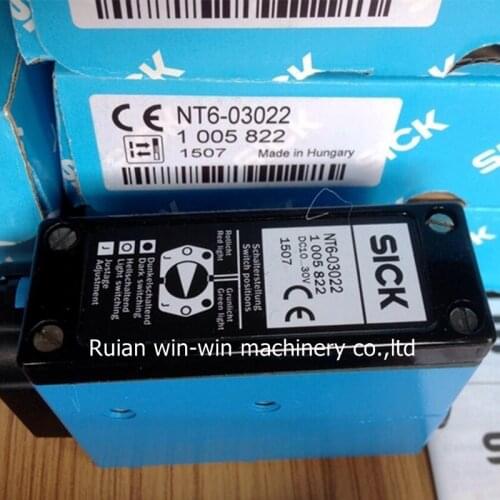 NT6-03022
1 005 822
1507 Made in Hungary
CE
SICK
SICK
NT6-03022
1 005 822
DC10...30V
1507
CE
Schalterstellung
Switch positions
Rotlicht
Red light
Grünlicht
Green light
J
Dunkelschaltend
Dark switching
Hellschaltend
Light switching
J Justage
Adjustment
Ruian win-win machinery co.,ltd